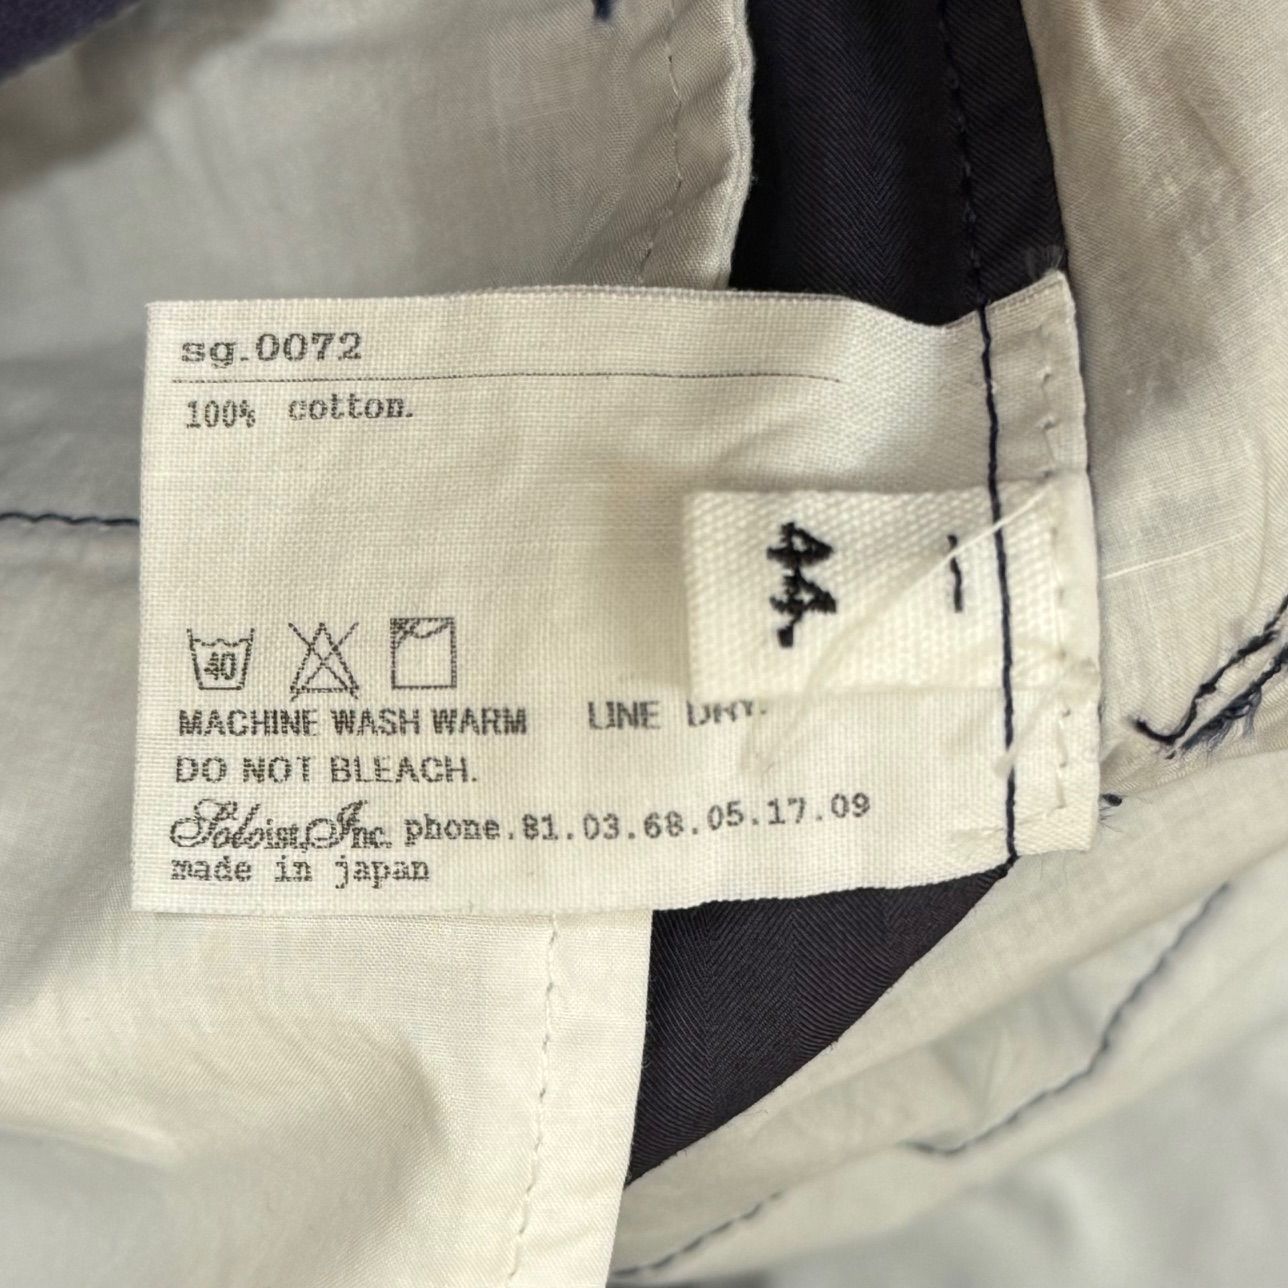 sg.0072
100% cotton.
44
40
MACHINE WASH WARM LINE DRY.
DO NOT BLEACH.
Soloist, Inc. phone.81.03.68.05.17.09
made in japan